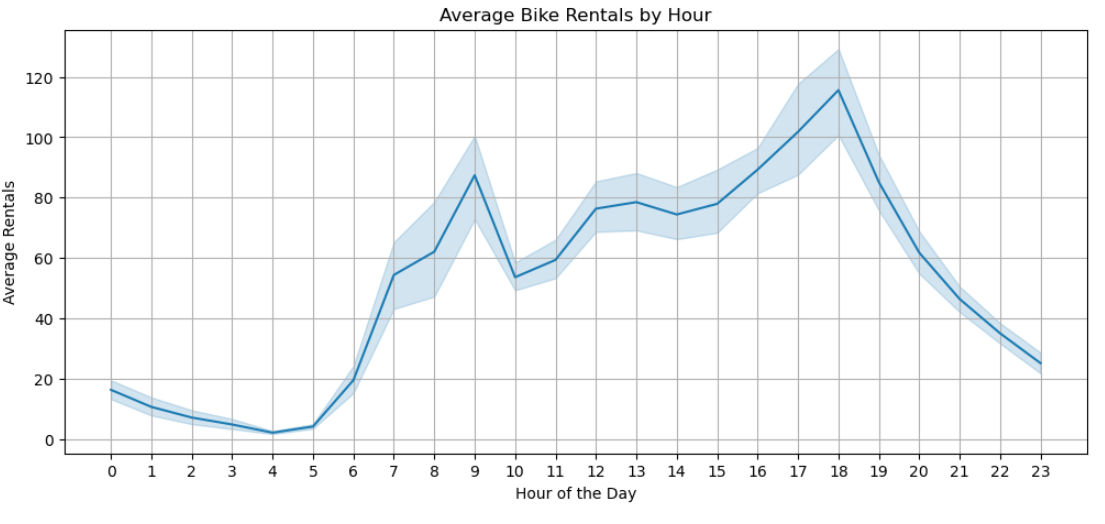 Average Bike Rentals by Hour
Average Rentals
120
100
80
60
40
20
0
0 1 2 3 4 5 6 7 8 9 10 11 12 13 14 15 16 17 18 19 20 21 22 23
Hour of the Day